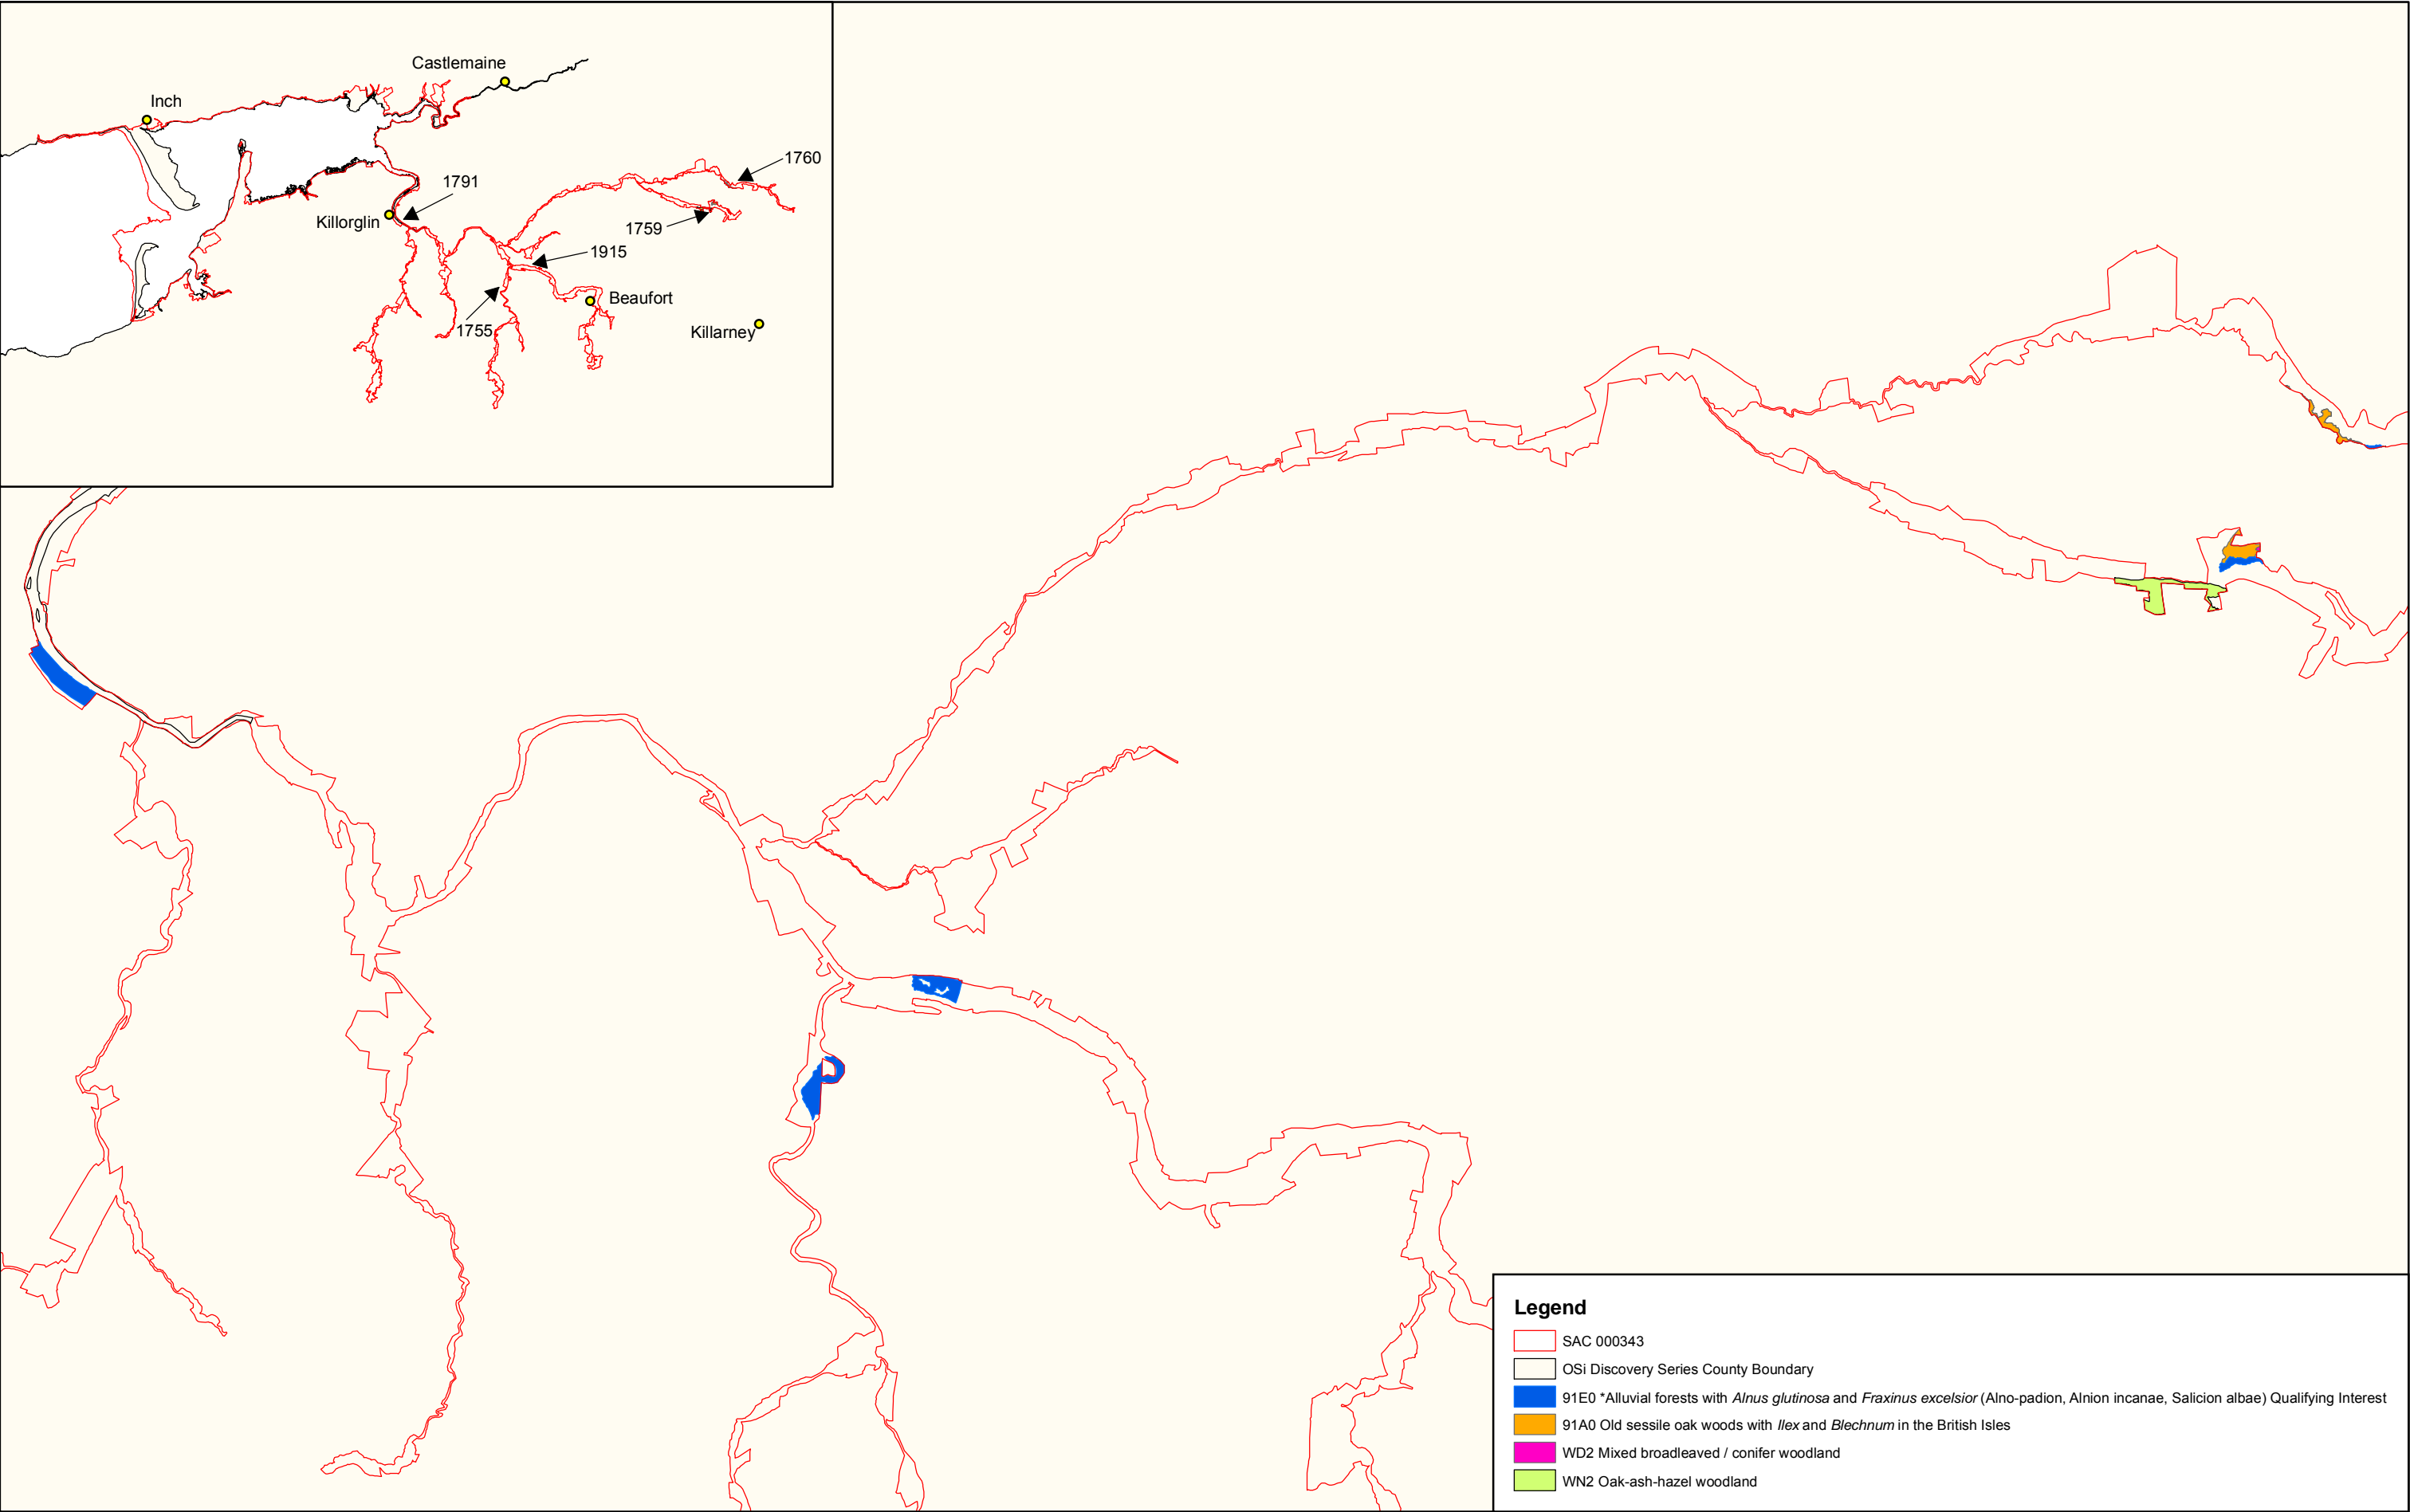 Castlemaine
Inch
1760
1791
Killorglin
1759
1915
Beaufort
1755
Killarney
Legend
SAC 000343
OSi Discovery Series County Boundary
91E0 *Alluvial forests with Alnus glutinosa and Fraxinus excelsior (Alno-padion, Alnion incanae, Salicion albae) Qualifying Interest
91A0 Old sessile oak woods with Ilex and Blechnum in the British Isles
WD2 Mixed broadleaved / conifer woodland
WN2 Oak-ash-hazel woodland